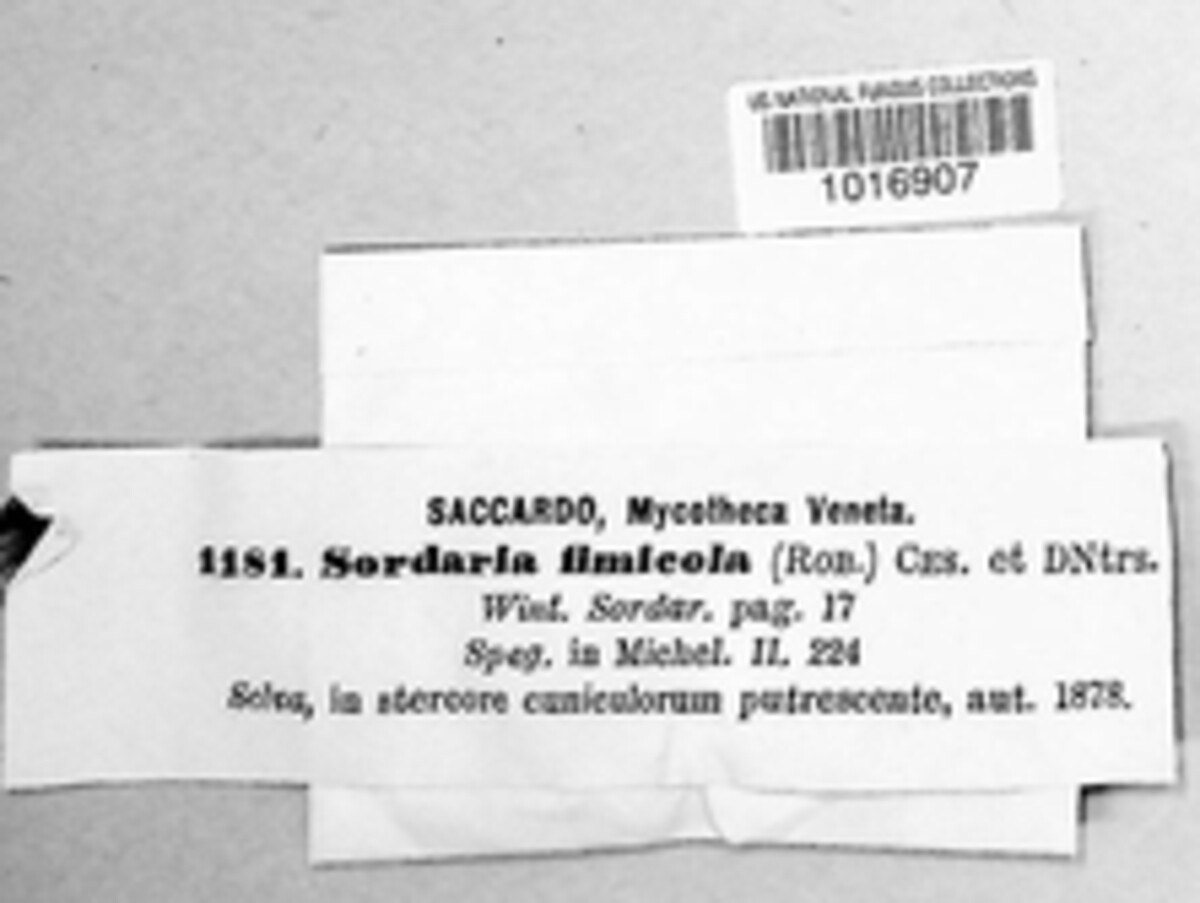 US NATIONAL FUNGUS COLLECTIONS
1016907
SACCARDO, Mycotheca Veneta.
1181. Sordaria fimicola (Rob.) Ces. et DNtrs.
Wint. Sordar. pag. 17
Speg. in Michel. II. 224
Selva, in stercore cuniculorum putrescente, aut. 1878.